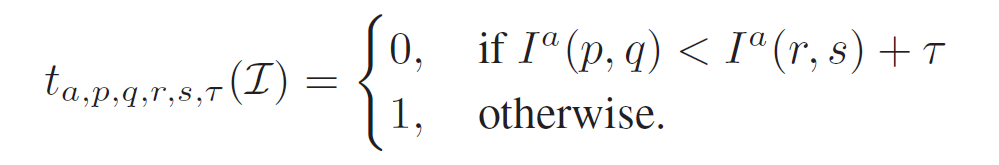 t_{a,p,q,r,s,τ}(ℐ) = { 0, if I^a(p, q) < I^a(r, s) + τ
1, otherwise.